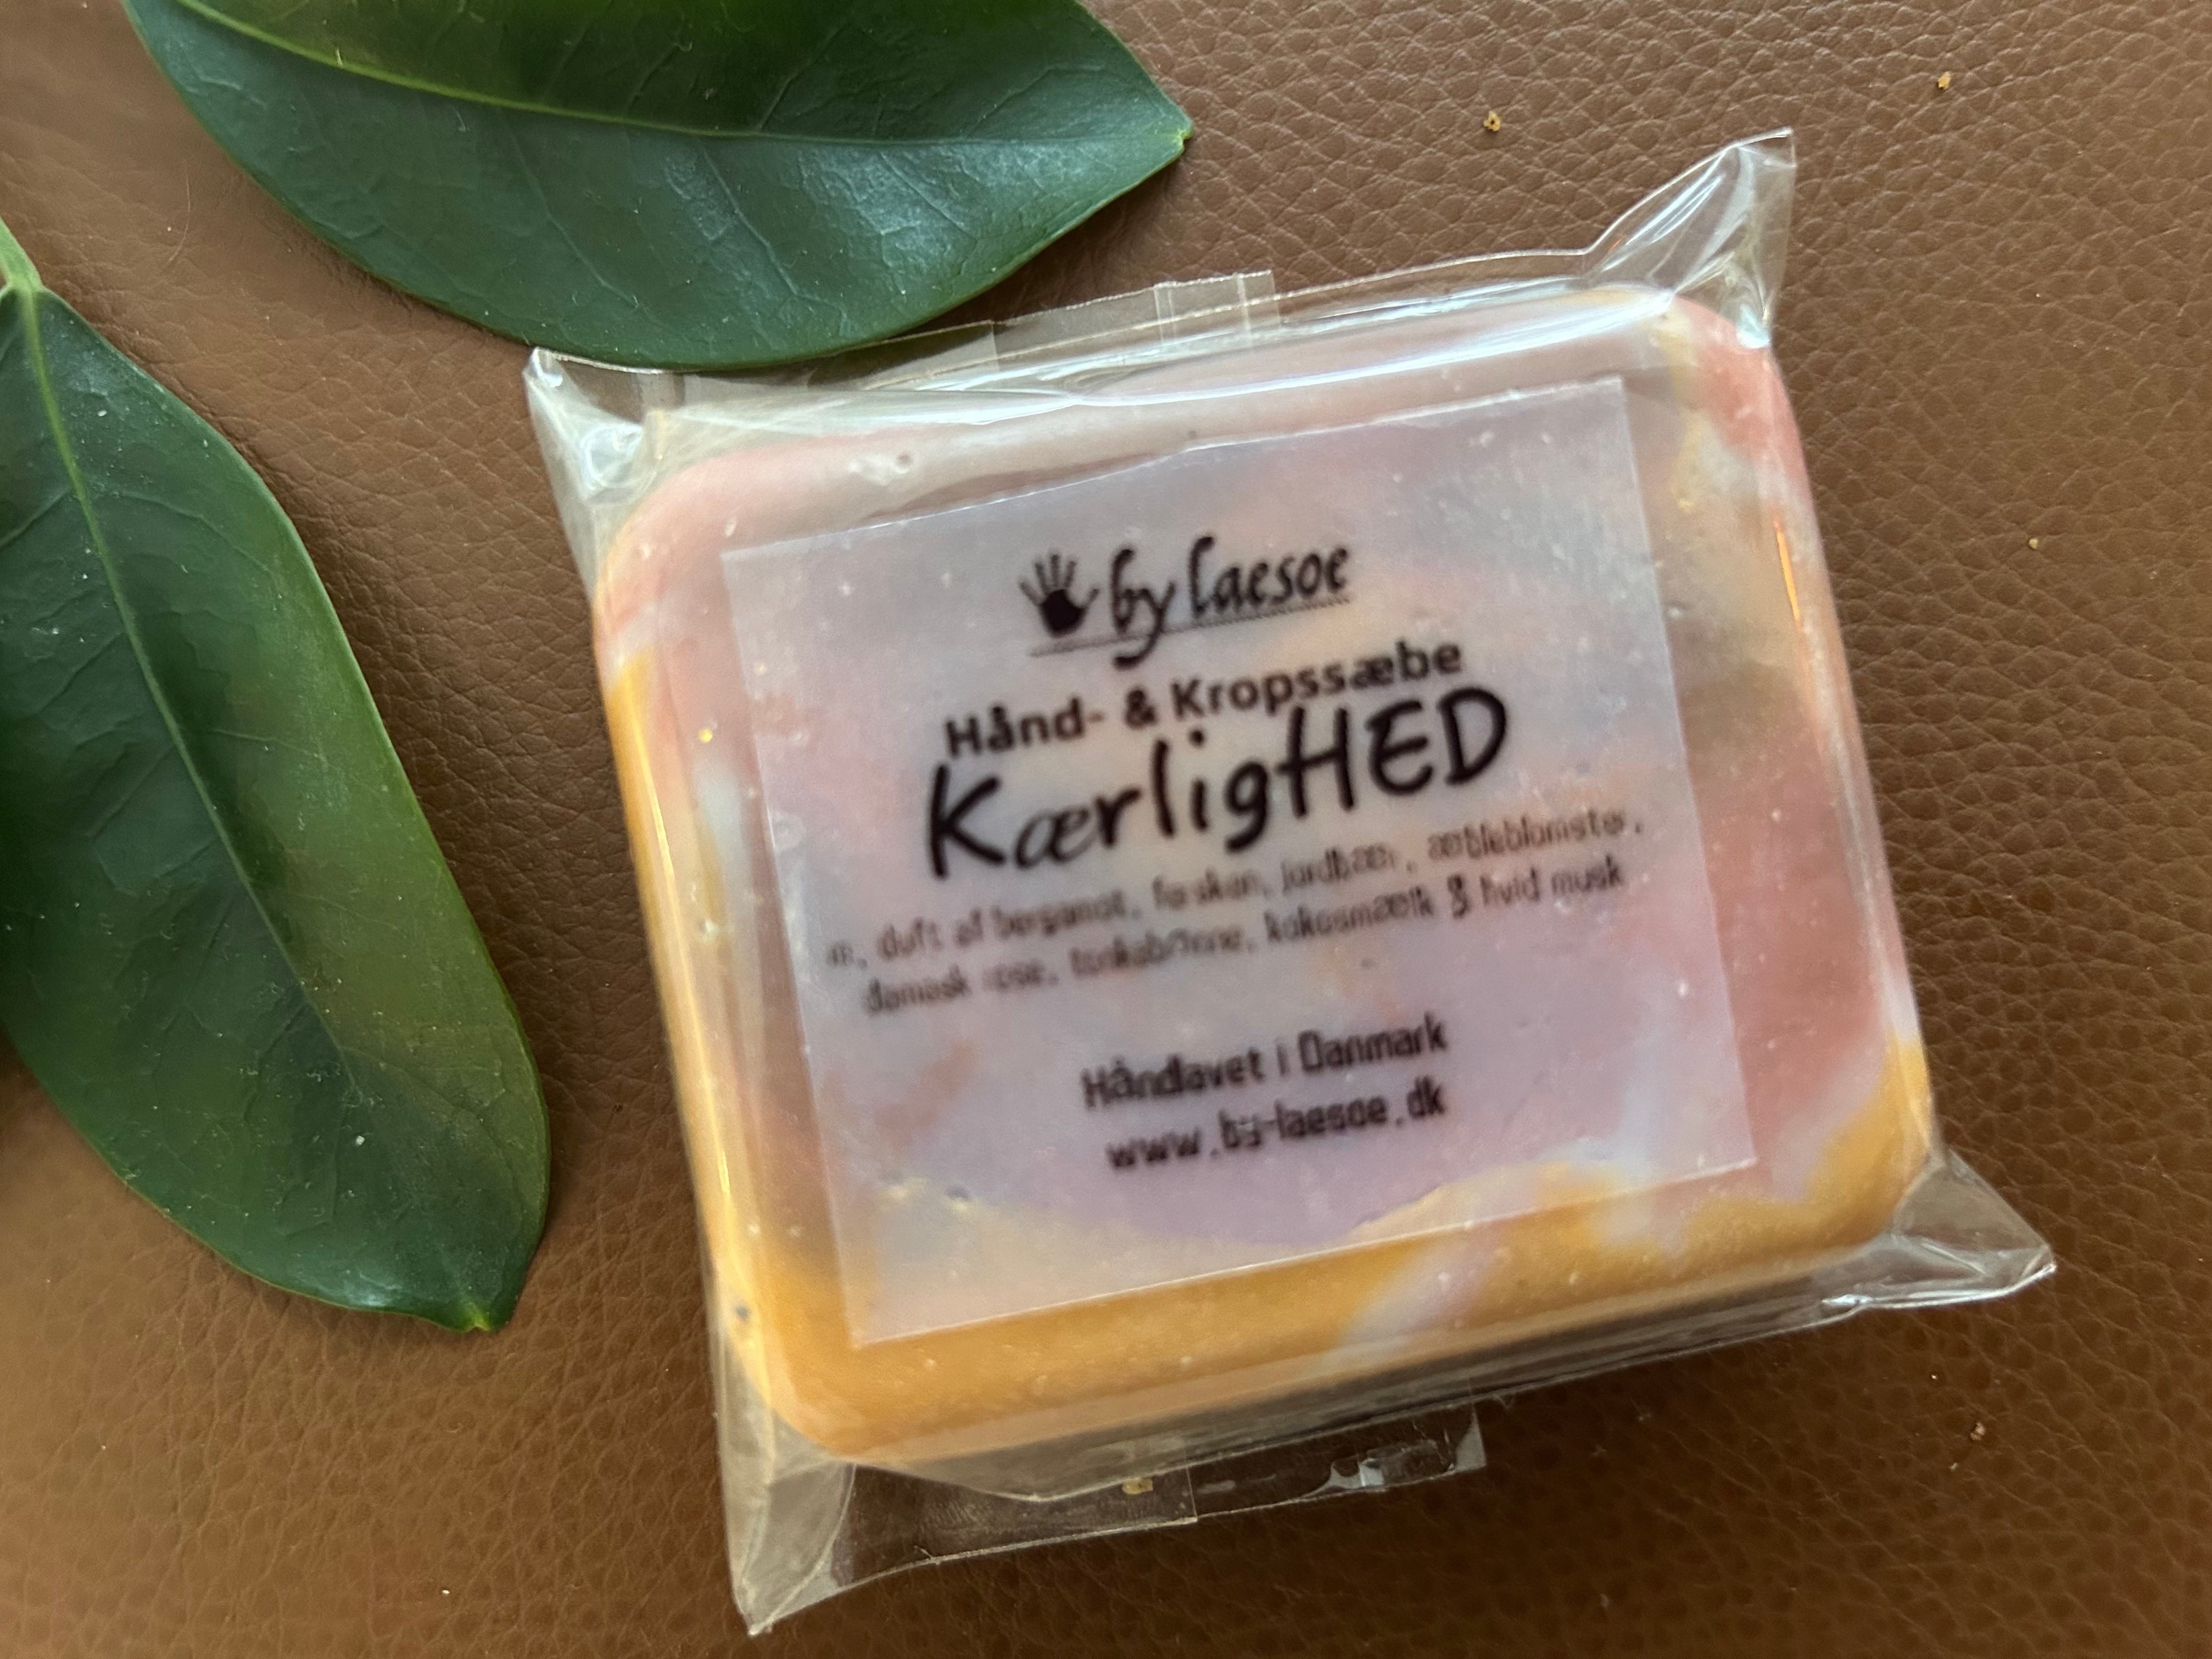 by laesoe
Hånd- & Kropssæbe
KærligHED
m. duft af bergamot, fersken, jordbær, æbleblomster,
damask rose, tonkabønne, kokosmælk & hvid musk
Håndlavet i Danmark
www.by-laesoe.dk